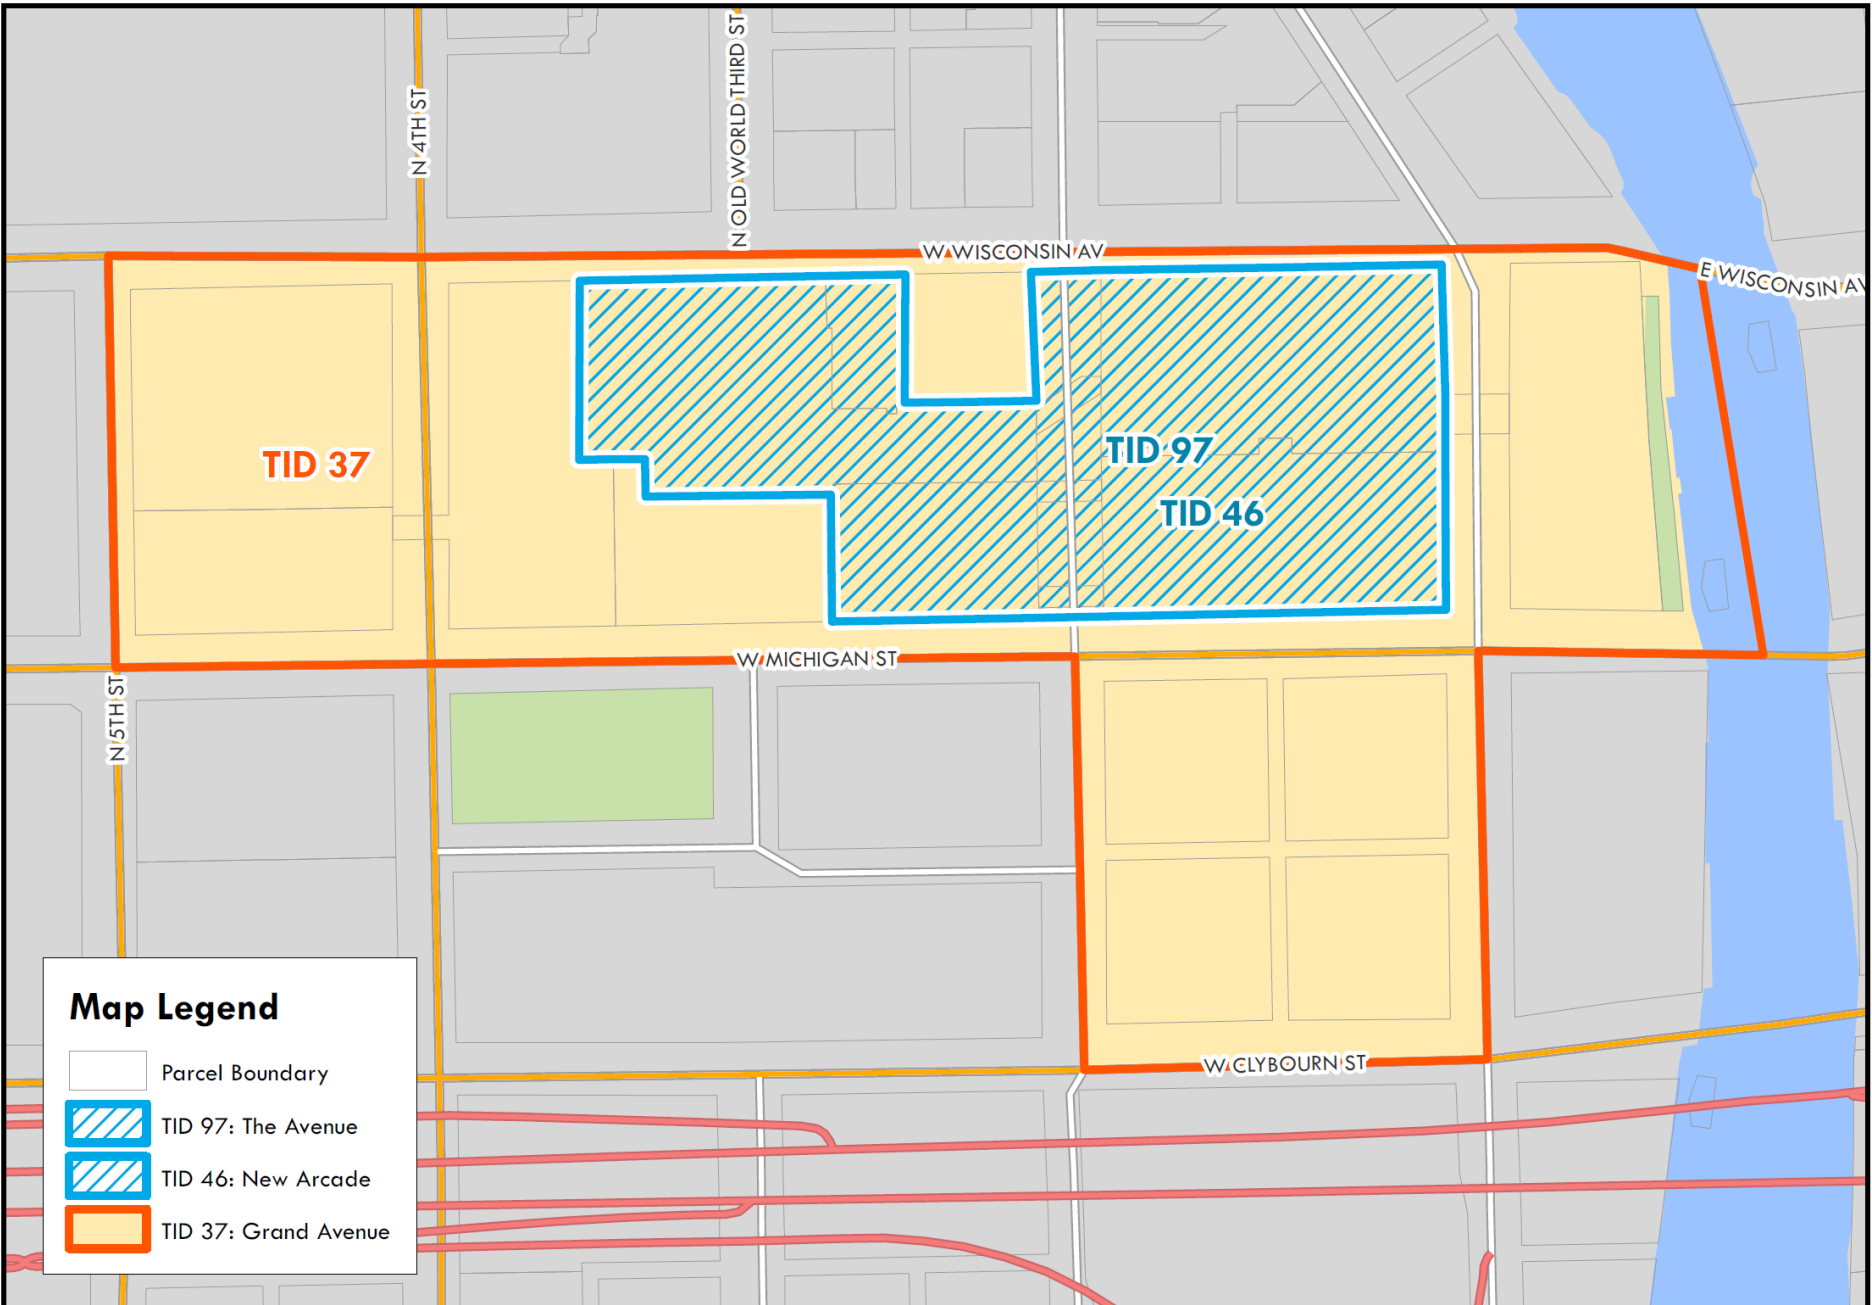 N 4TH ST
N OLD WORLD THIRD ST
W WISCONSIN AV
E WISCONSIN AV
TID 37
TID 97
TID 46
W MICHIGAN ST
N 5TH ST
W CLYBOURN ST
Map Legend
Parcel Boundary
TID 97: The Avenue
TID 46: New Arcade
TID 37: Grand Avenue